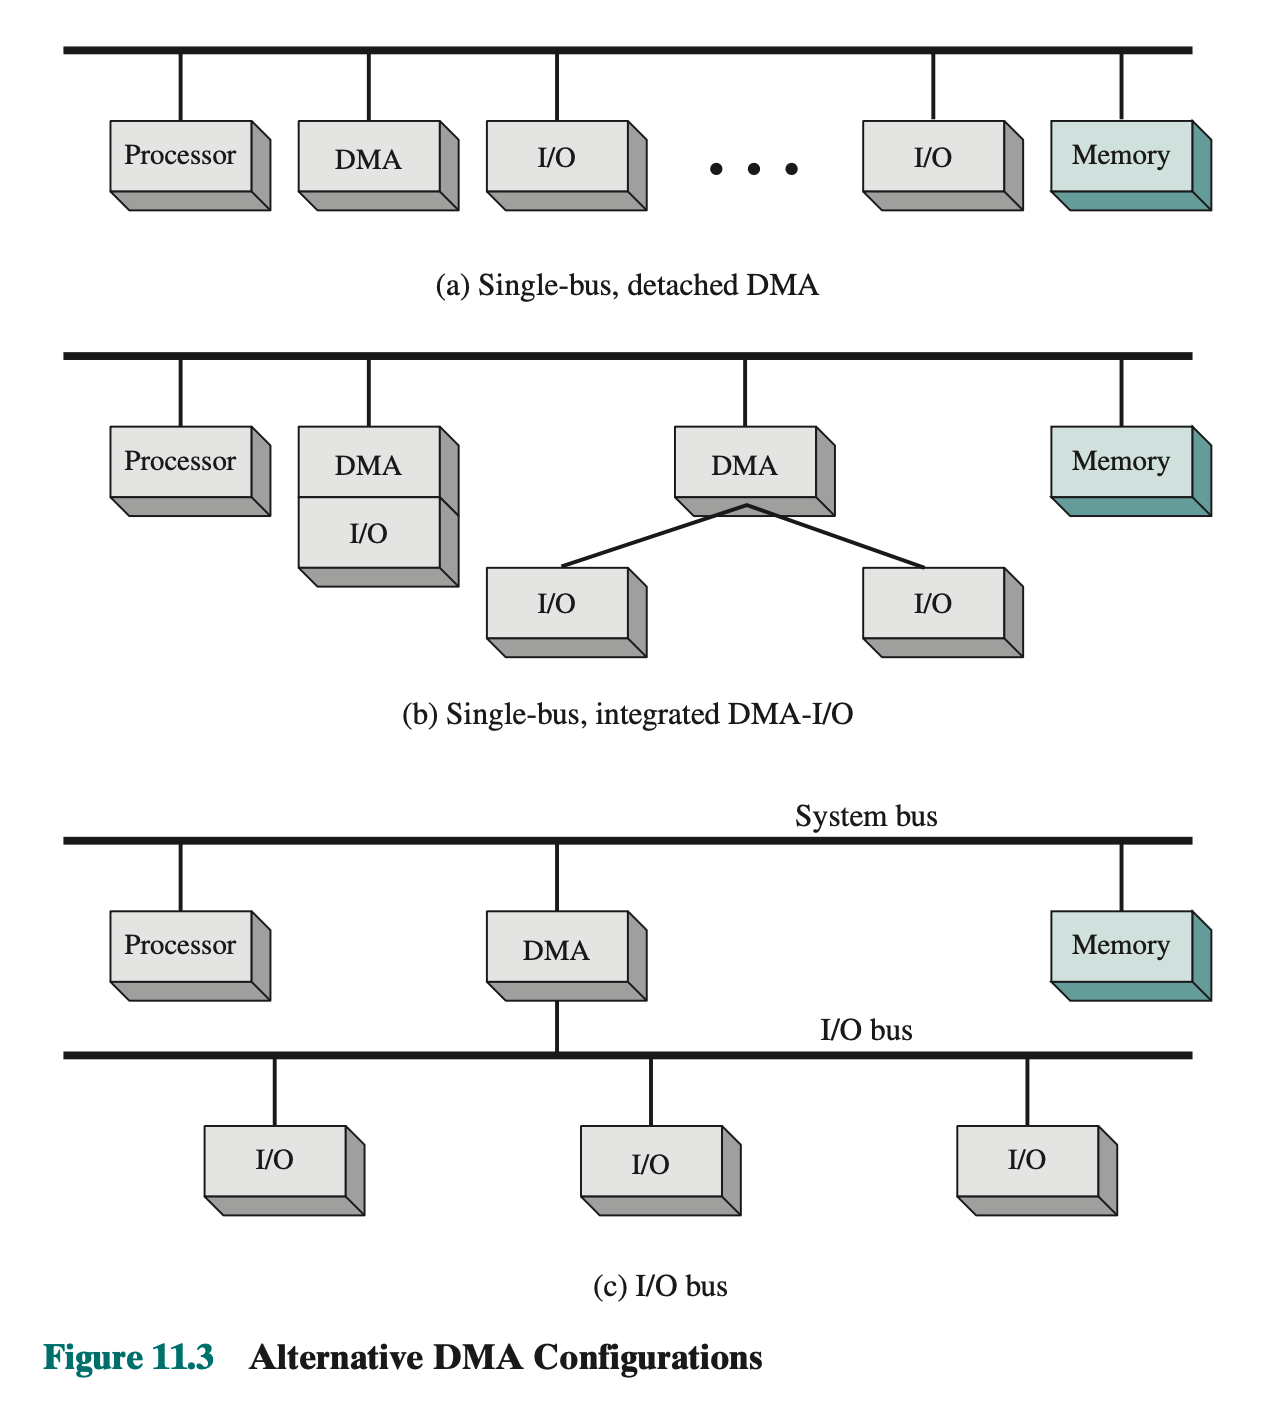 Processor DMA I/O I/O Memory
(a) Single-bus, detached DMA
Processor DMA DMA Memory
I/O
I/O I/O
(b) Single-bus, integrated DMA-I/O
System bus
Processor DMA Memory
I/O bus
I/O I/O I/O
(c) I/O bus
Figure 11.3 Alternative DMA Configurations